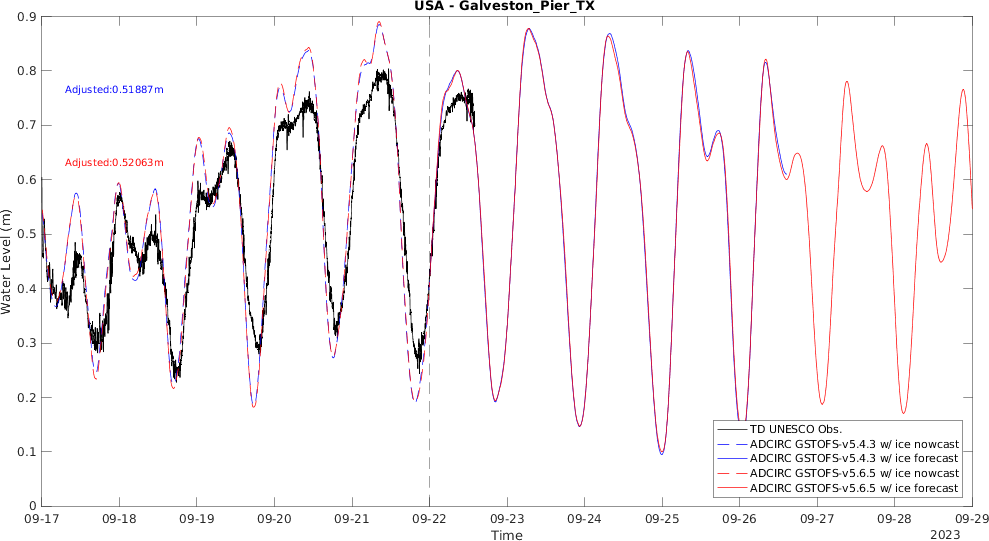 USA - Galveston_Pier_TX
0.9
0.8
0.7
0.6
0.5
0.4
0.3
0.2
0.1
0
Water Level (m)
Adjusted:0.51887m
Adjusted:0.52063m
TD UNESCO Obs.
ADCIRC GSTOFS-v5.4.3 w/ ice nowcast
ADCIRC GSTOFS-v5.4.3 w/ ice forecast
ADCIRC GSTOFS-v5.6.5 w/ ice nowcast
ADCIRC GSTOFS-v5.6.5 w/ ice forecast
09-17 09-18 09-19 09-20 09-21 09-22 09-23 09-24 09-25 09-26 09-27 09-28 09-29
Time
2023